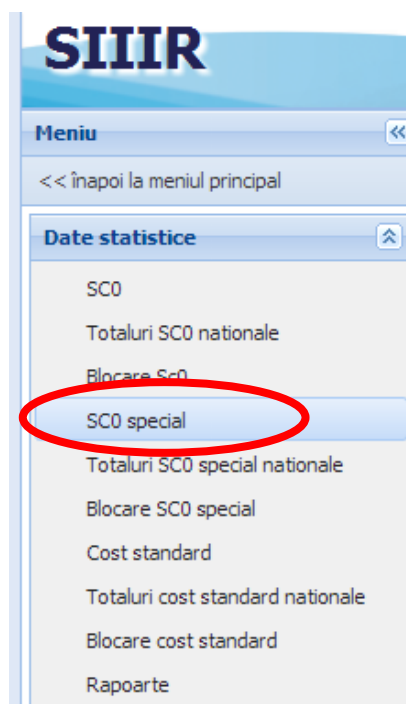 SIIIR
Meniu
<< înapoi la meniul principal
Date statistice
SC0
Totaluri SC0 nationale
Blocare Sc0
SC0 special
Totaluri SC0 special nationale
Blocare SC0 special
Cost standard
Totaluri cost standard nationale
Blocare cost standard
Rapoarte